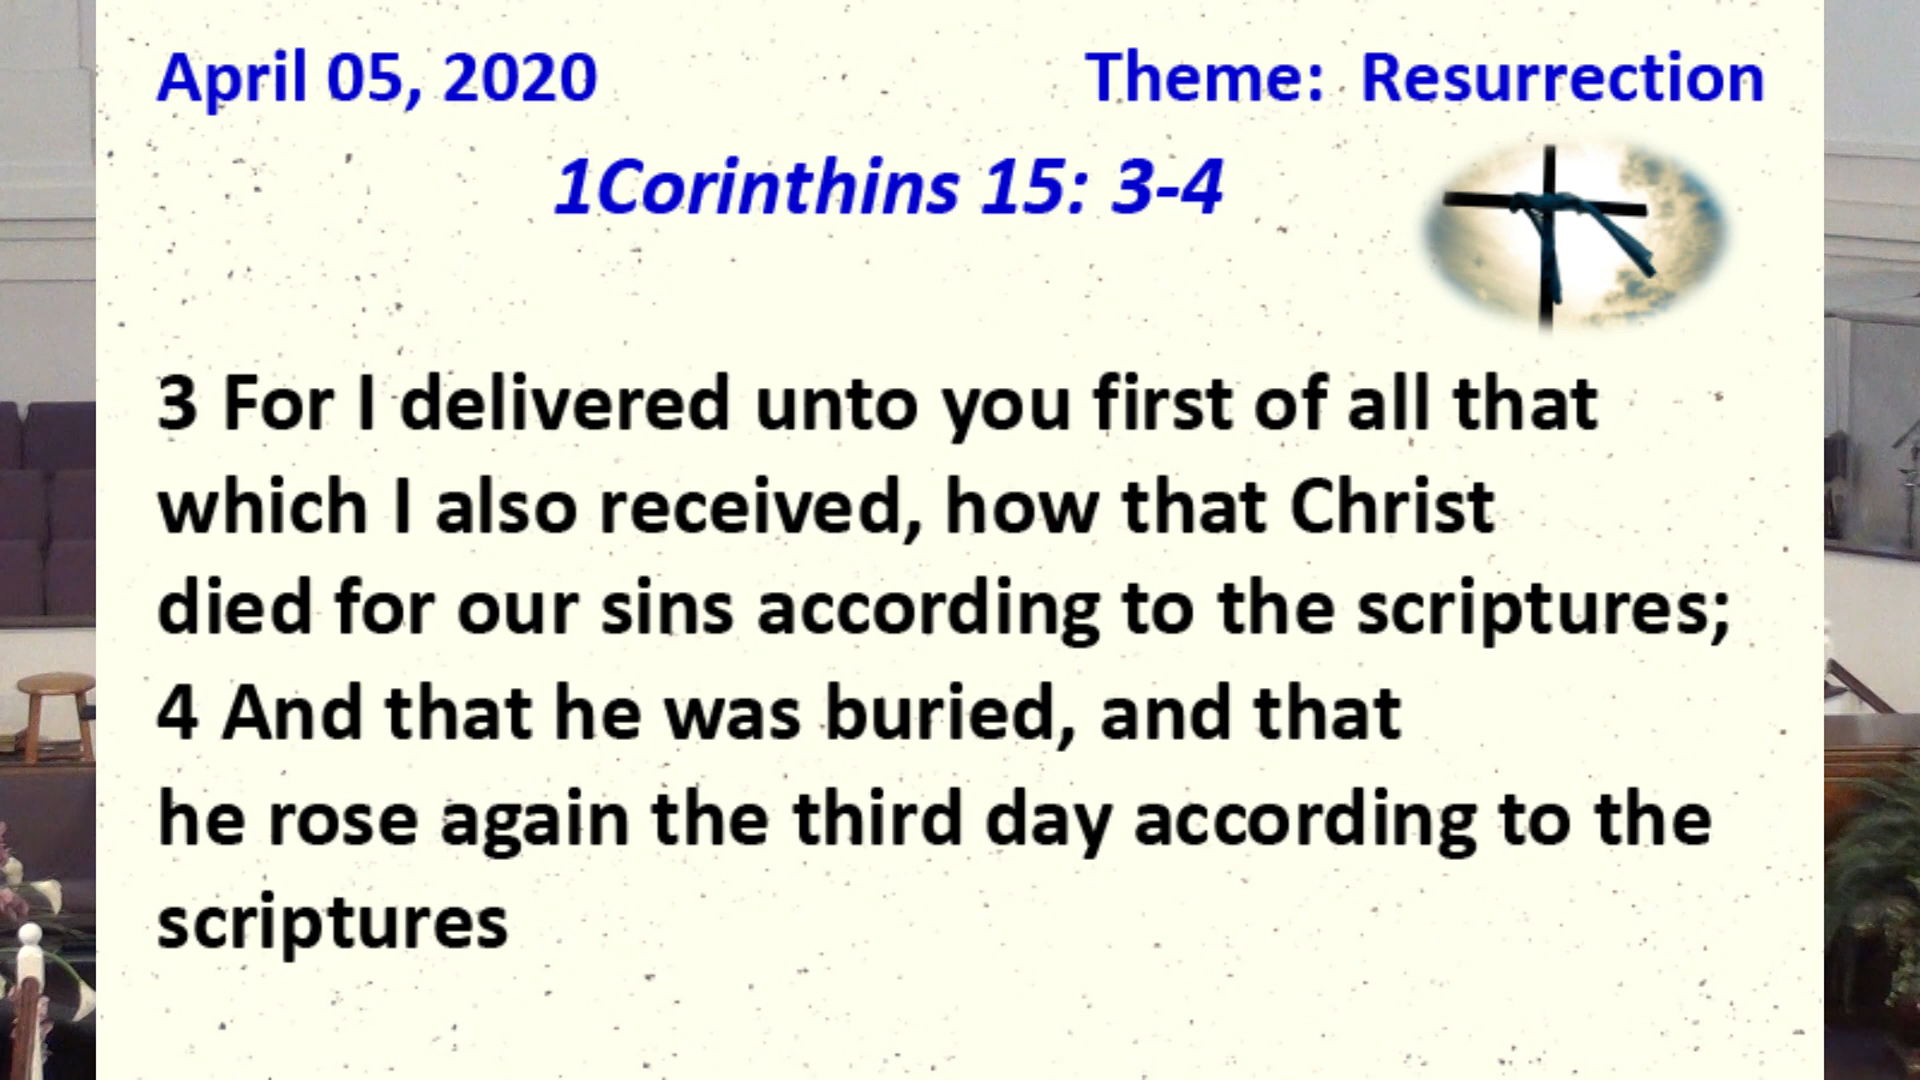 April 05, 2020 Theme: Resurrection
1Corinthins 15: 3-4
3 For I delivered unto you first of all that
which I also received, how that Christ
died for our sins according to the scriptures;
4 And that he was buried, and that
he rose again the third day according to the
scriptures